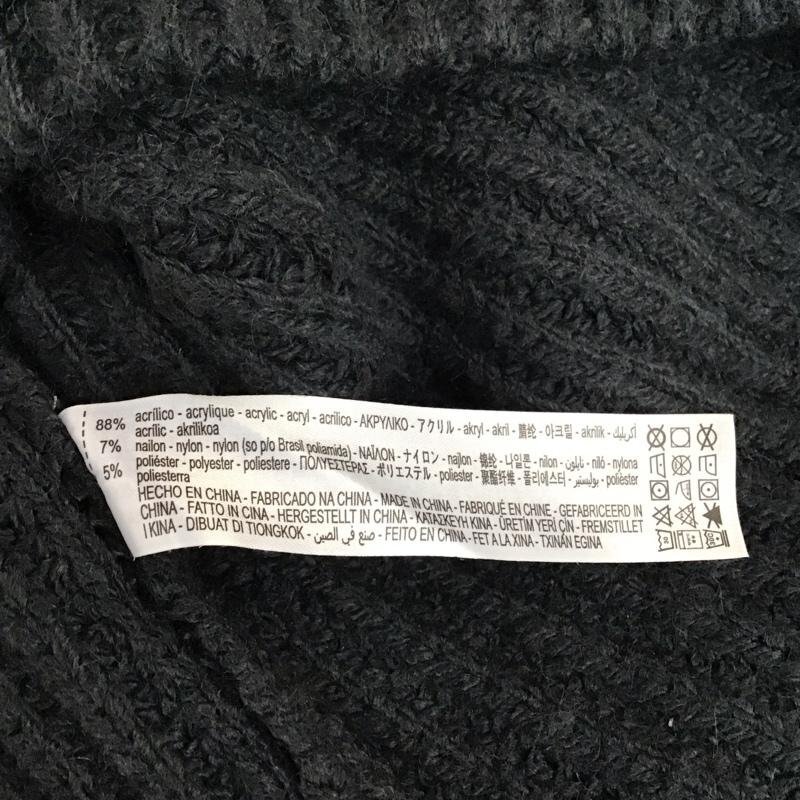 88% acrílico - acrylique - acrylic - acryl - acrilico - ΑΚΡΥΛΙΚΟ - アクリル - akryl - akril - 腈纶 - 아크릴 - akrilik - أكريليك
acrílic - akrilikoa
7% nailon - nylon - nylon (so p/o Brasil poliamida) - ΝΑΪΛΟΝ - ナイロン - najlon - 锦纶 - 나일론 - nilon - نايلون - niló - nylona
5% poliéster - polyester - poliestere - ΠΟΛΥΕΣΤΕΡΑΣ - ポリエステル - poliester - 聚酯纤维 - 폴리에스터 - بوليستير - polièster
poliesterra
HECHO EN CHINA - FABRICADO NA CHINA - MADE IN CHINA - FABRIQUÉ EN CHINE - GEFABRICEERD IN
CHINA - FATTO IN CINA - HERGESTELLT IN CHINA - ΚΑΤΑΣΚΕΥΗ ΚΙΝΑ - ÜRETİM YERİ ÇİN - FREMSTILLET
I KINA - DIBUAT DI TIONGKOK - صنع في الصين - FEITO EN CHINA - FET A LA XINA - TXINAN EGINA